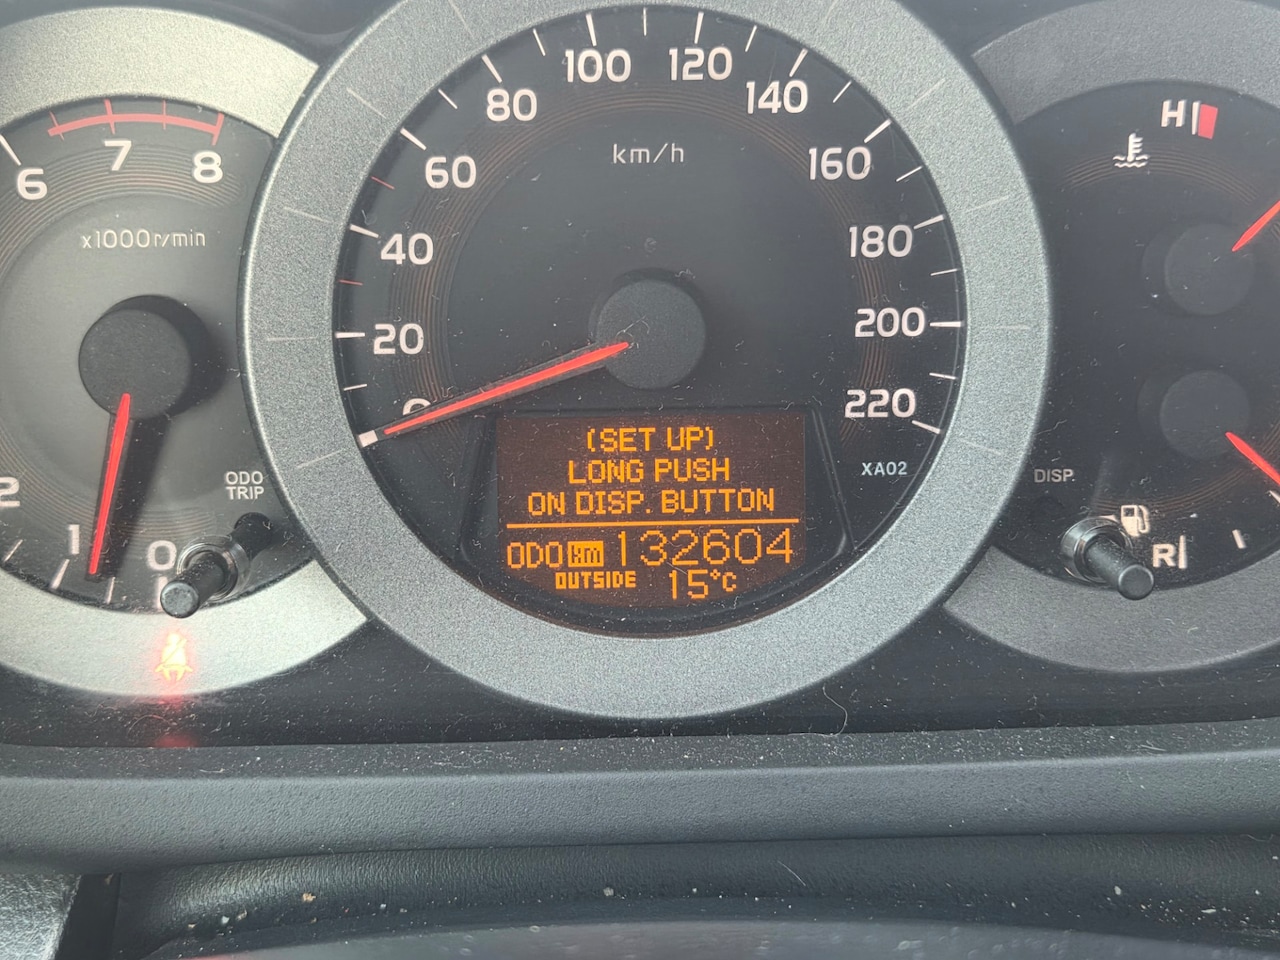 6
7
8
x1000r/min
2
1
0
ODO
TRIP
0
20
40
60
80
100
120
140
160
180
200
220
km/h
XA02
(SET UP)
LONG PUSH
ON DISP. BUTTON
ODO km 132604
OUTSIDE 15°C
H
DISP.
R